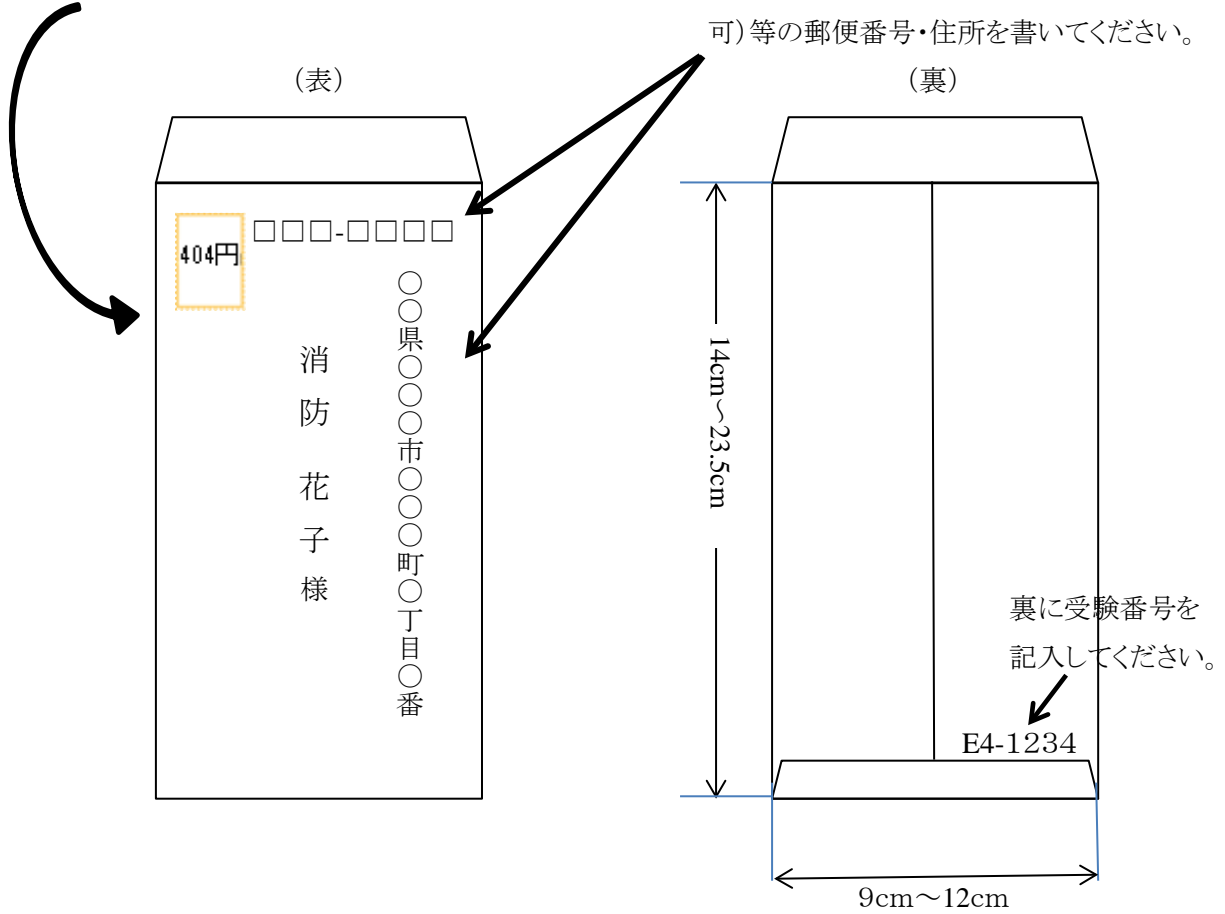 可)等の郵便番号・住所を書いてください。
(表)
(裏)
404円
□□□-□□□□
○○県○○○市○○○町○丁目○番
消防 花子様
14cm~23.5cm
裏に受験番号を
記入してください。
E4-1234
9cm~12cm